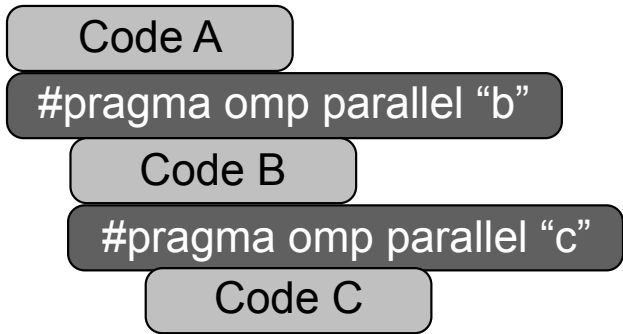 Code A
#pragma omp parallel “b”
Code B
#pragma omp parallel “c”
Code C